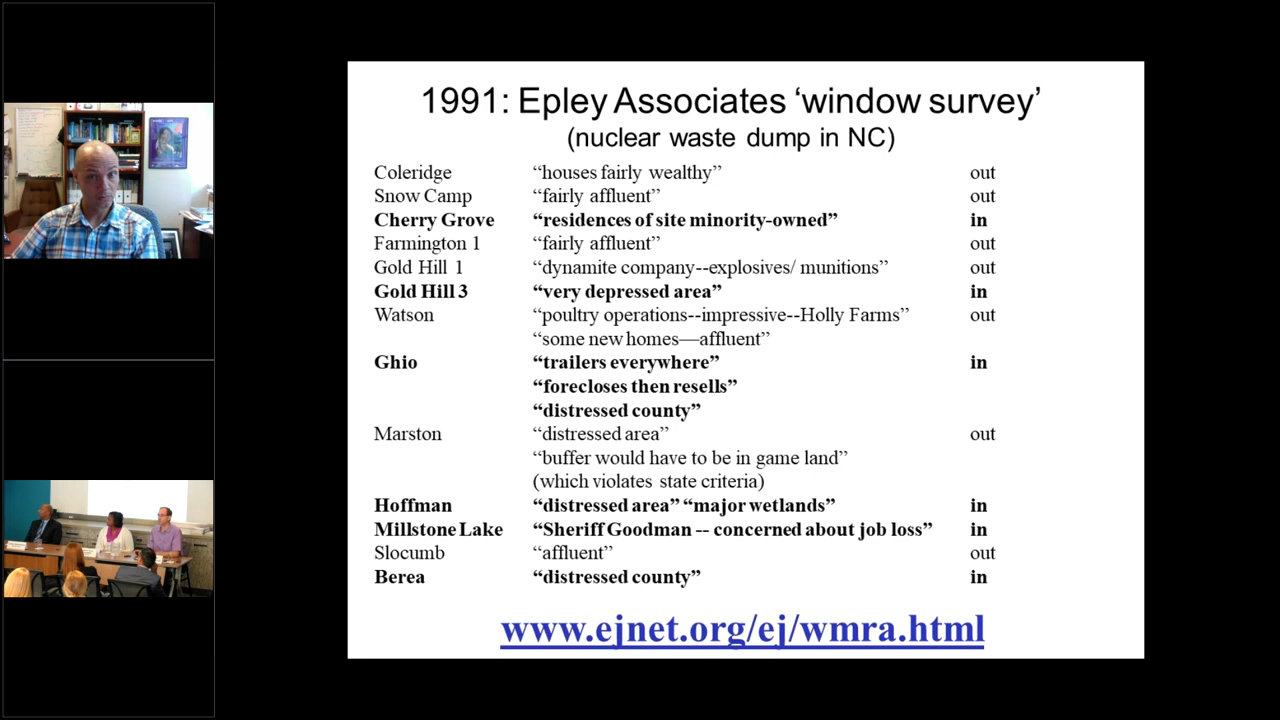 1991: Epley Associates ‘window survey’
(nuclear waste dump in NC)
Coleridge “houses fairly wealthy” out
Snow Camp “fairly affluent” out
Cherry Grove “residences of site minority-owned” in
Farmington 1 “fairly affluent” out
Gold Hill 1 “dynamite company--explosives/ munitions” out
Gold Hill 3 “very depressed area” in
Watson “poultry operations--impressive--Holly Farms” out
“some new homes—affluent”
Ghio “trailers everywhere” in
“forecloses then resells”
“distressed county”
Marston “distressed area” out
“buffer would have to be in game land”
(which violates state criteria)
Hoffman “distressed area” “major wetlands” in
Millstone Lake “Sheriff Goodman -- concerned about job loss” in
Slocumb “affluent” out
Berea “distressed county” in
www.ejnet.org/ej/wmra.html